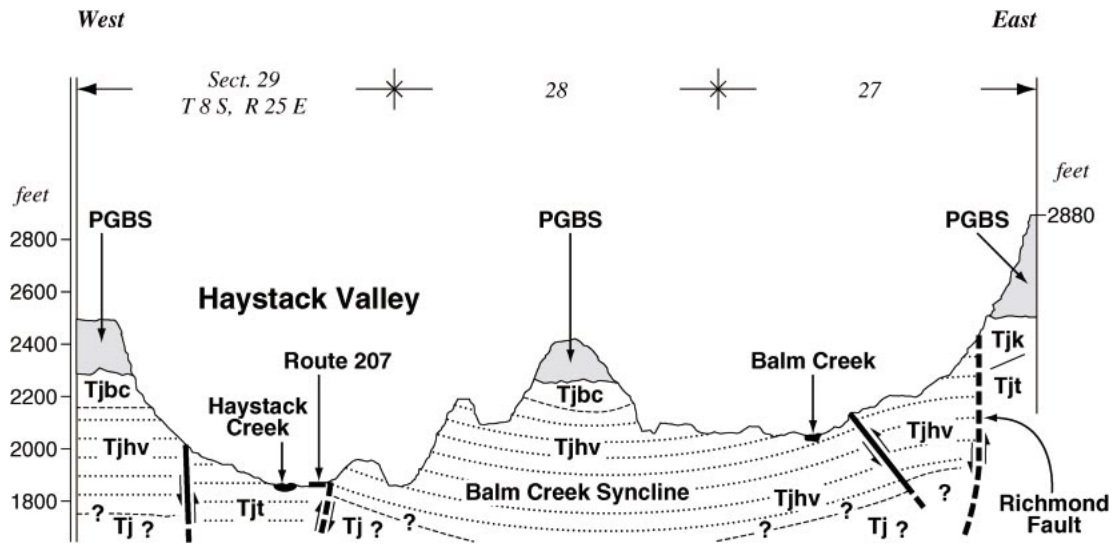 West East
Sect. 29
T 8 S, R 25 E
28
27
feet feet
PGBS PGBS PGBS
2880
2800
2600
Haystack Valley
2400
Route 207 Balm Creek Tjk
2200 Tjbc Tjbc Tjt
Haystack
Creek
2000 Tjhv Tjhv Tjhv
Balm Creek Syncline Tjhv
1800 ? Tjt ? ? ?
Tj ? Tj ? ? Tj ?
Richmond
Fault